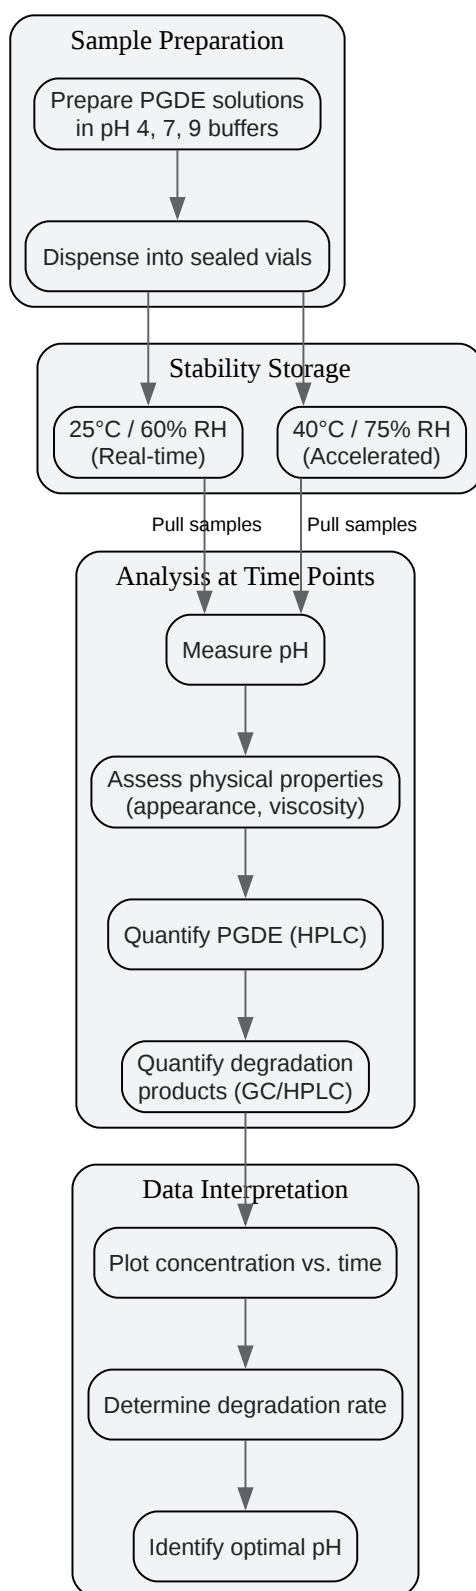 Sample Preparation
Prepare PGDE solutions
in pH 4, 7, 9 buffers
Dispense into sealed vials
Stability Storage
25°C / 60% RH
(Real-time)
40°C / 75% RH
(Accelerated)
Pull samples
Pull samples
Analysis at Time Points
Measure pH
Assess physical properties
(appearance, viscosity)
Quantify PGDE (HPLC)
Quantify degradation
products (GC/HPLC)
Data Interpretation
Plot concentration vs. time
Determine degradation rate
Identify optimal pH